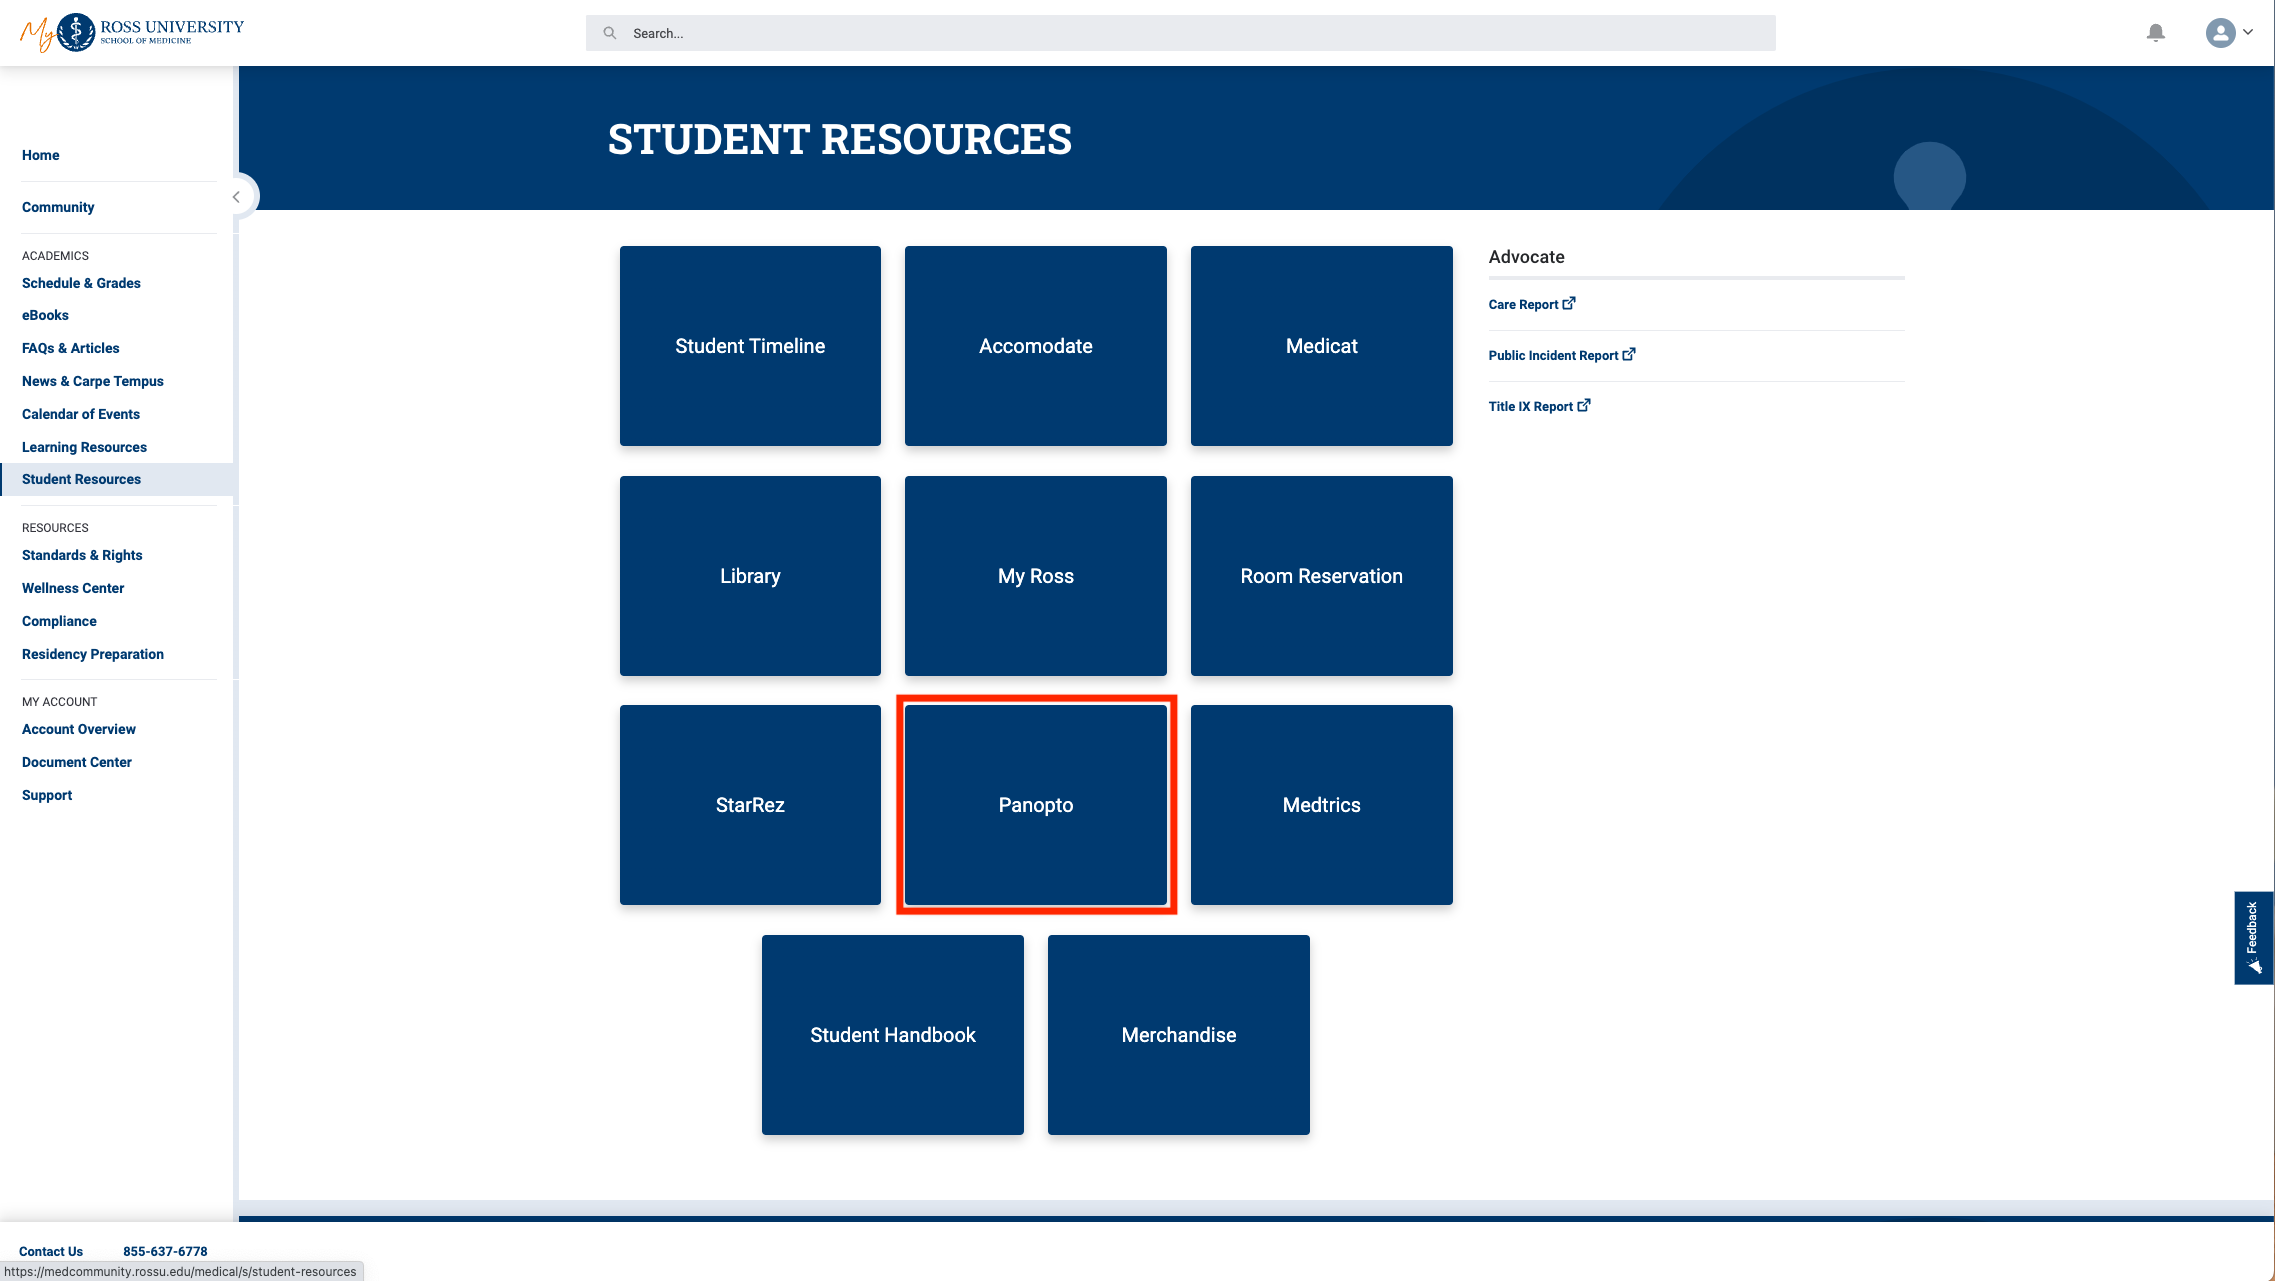 My ROSS UNIVERSITY
SCHOOL OF MEDICINE
Search...
Home
Community
ACADEMICS
Schedule & Grades
eBooks
FAQs & Articles
News & Carpe Tempus
Calendar of Events
Learning Resources
Student Resources
RESOURCES
Standards & Rights
Wellness Center
Compliance
Residency Preparation
MY ACCOUNT
Account Overview
Document Center
Support
STUDENT RESOURCES
Student Timeline
Accomodate
Medicat
Library
My Ross
Room Reservation
StarRez
Panopto
Medtrics
Student Handbook
Merchandise
Advocate
Care Report
Public Incident Report
Title IX Report
Feedback
Contact Us 855-637-6778
https://medcommunity.rossu.edu/medical/s/student-resources